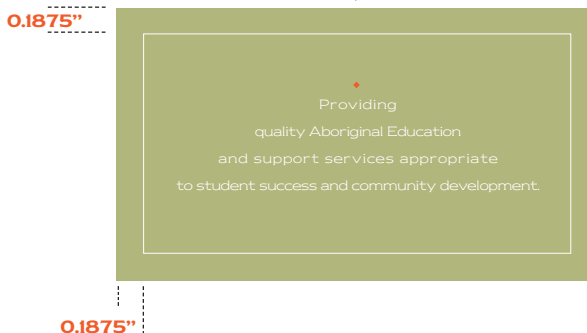 0.1875”
Providing
quality Aboriginal Education
and support services appropriate
to student success and community development.
0.1875”